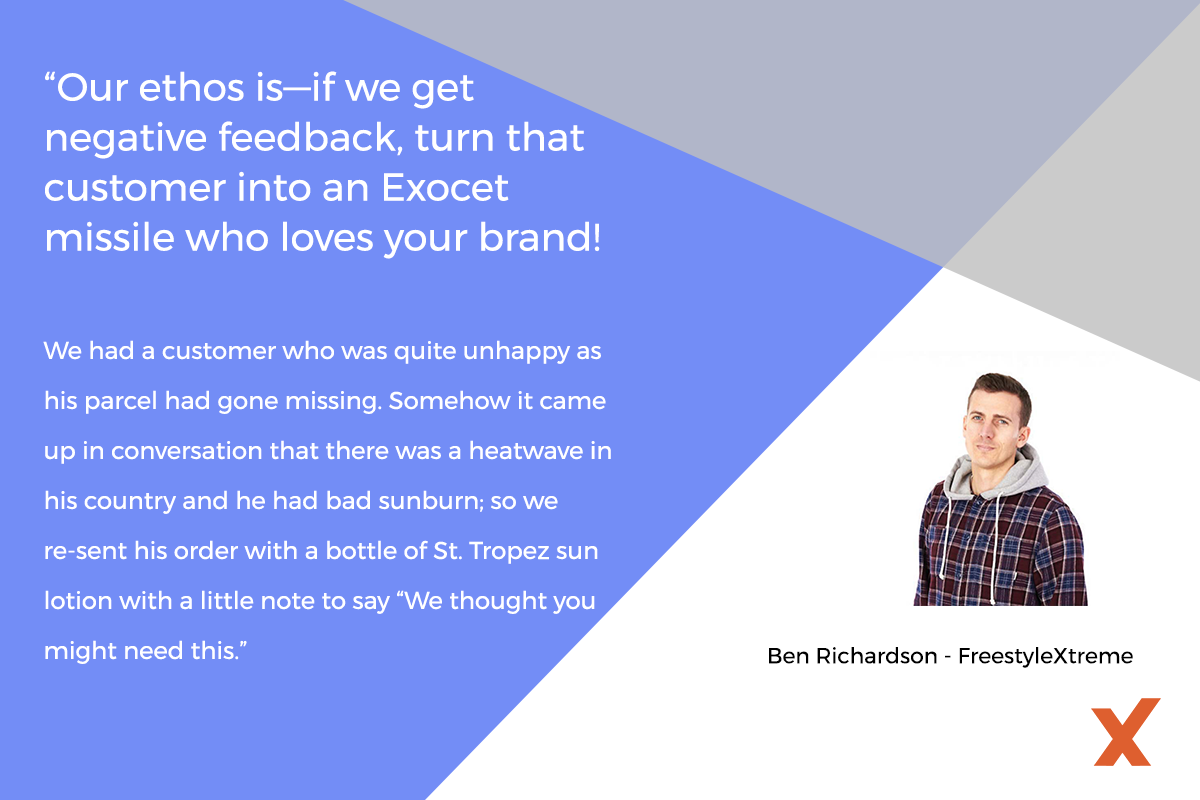 “Our ethos is—if we get
negative feedback, turn that
customer into an Exocet
missile who loves your brand!
We had a customer who was quite unhappy as
his parcel had gone missing. Somehow it came
up in conversation that there was a heatwave in
his country and he had bad sunburn; so we
re-sent his order with a bottle of St. Tropez sun
lotion with a little note to say “We thought you
might need this.”
Ben Richardson - FreestyleXtreme
X